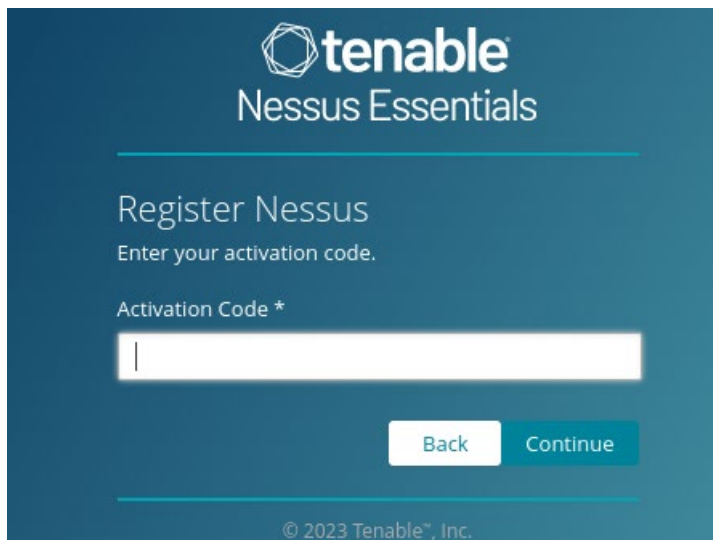 tenable
Nessus Essentials
Register Nessus
Enter your activation code.
Activation Code *
Back Continue
© 2023 Tenable™, Inc.